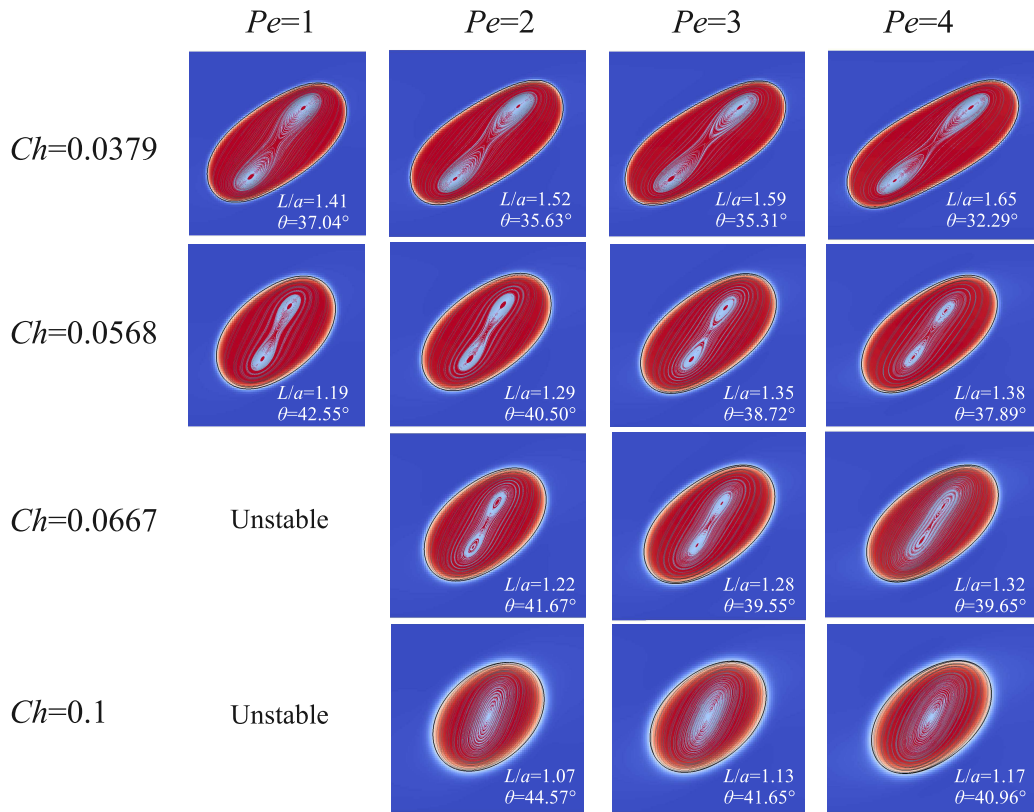 Pe=1 Pe=2 Pe=3 Pe=4
Ch=0.0379
L/a=1.41
θ=37.04°
L/a=1.52
θ=35.63°
L/a=1.59
θ=35.31°
L/a=1.65
θ=32.29°
Ch=0.0568
L/a=1.19
θ=42.55°
L/a=1.29
θ=40.50°
L/a=1.35
θ=38.72°
L/a=1.38
θ=37.89°
Ch=0.0667
Unstable
L/a=1.22
θ=41.67°
L/a=1.28
θ=39.55°
L/a=1.32
θ=39.65°
Ch=0.1
Unstable
L/a=1.07
θ=44.57°
L/a=1.13
θ=41.65°
L/a=1.17
θ=40.96°